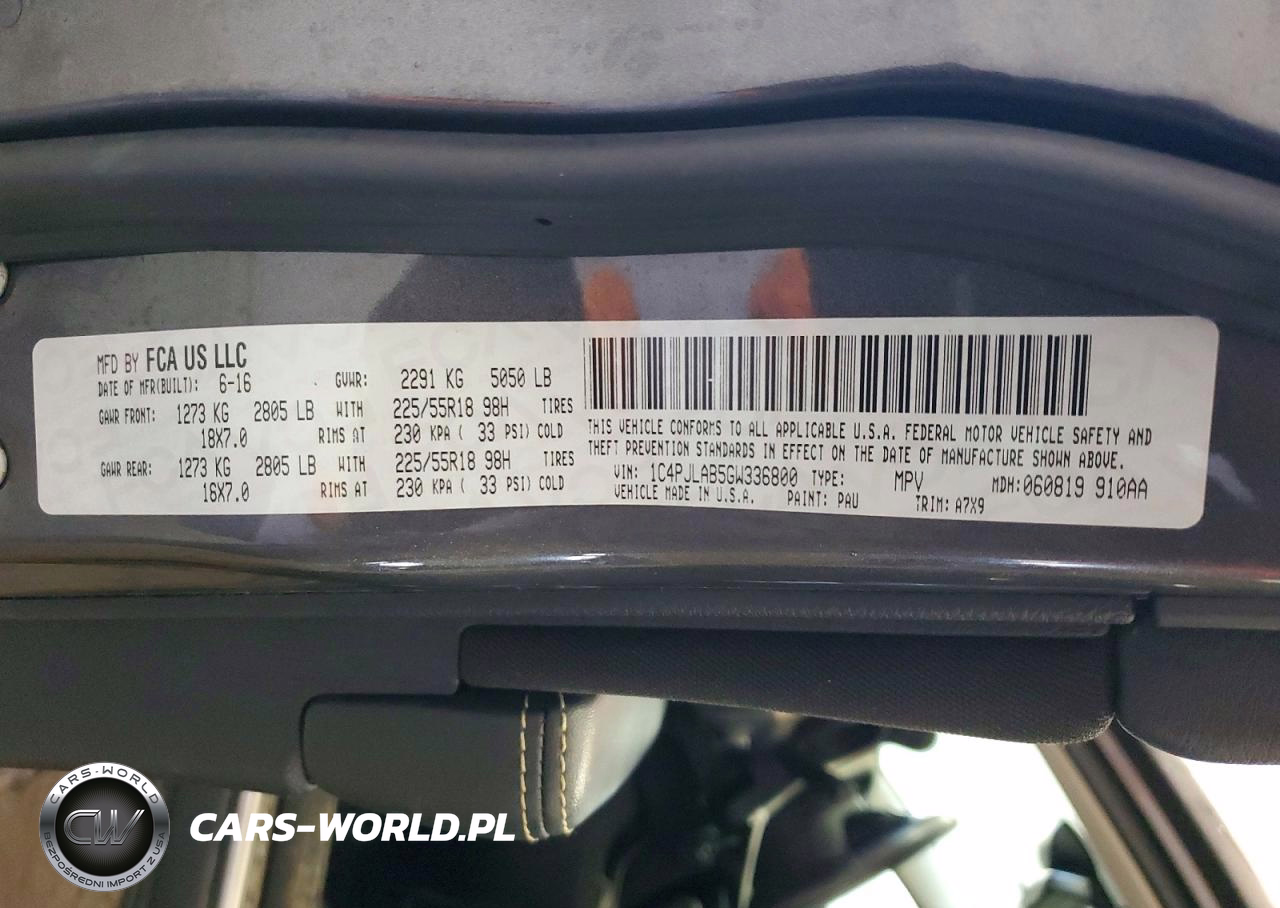 MFD BY FCA US LLC
DATE OF MFR(BUILT): 6-16 GVWR: 2291 KG 5050 LB
GAWR FRONT: 1273 KG 2805 LB WITH 225/55R18 98H TIRES
18X7.0 RIMS AT 230 KPA ( 33 PSI) COLD
GAWR REAR: 1273 KG 2805 LB WITH 225/55R18 98H TIRES
16X7.0 RIMS AT 230 KPA ( 33 PSI) COLD
THIS VEHICLE CONFORMS TO ALL APPLICABLE U.S.A. FEDERAL MOTOR VEHICLE SAFETY AND
THEFT PREVENTION STANDARDS IN EFFECT ON THE DATE OF MANUFACTURE SHOWN ABOVE.
VIN: 1C4PJLAB5GW336800 TYPE: MPV MDH:060819 910AA
VEHICLE MADE IN U.S.A. PAINT: PAU TRIM: A7X9
CARS-WORLD
CW
BEZPOŚREDNI IMPORT Z USA
CARS-WORLD.PL